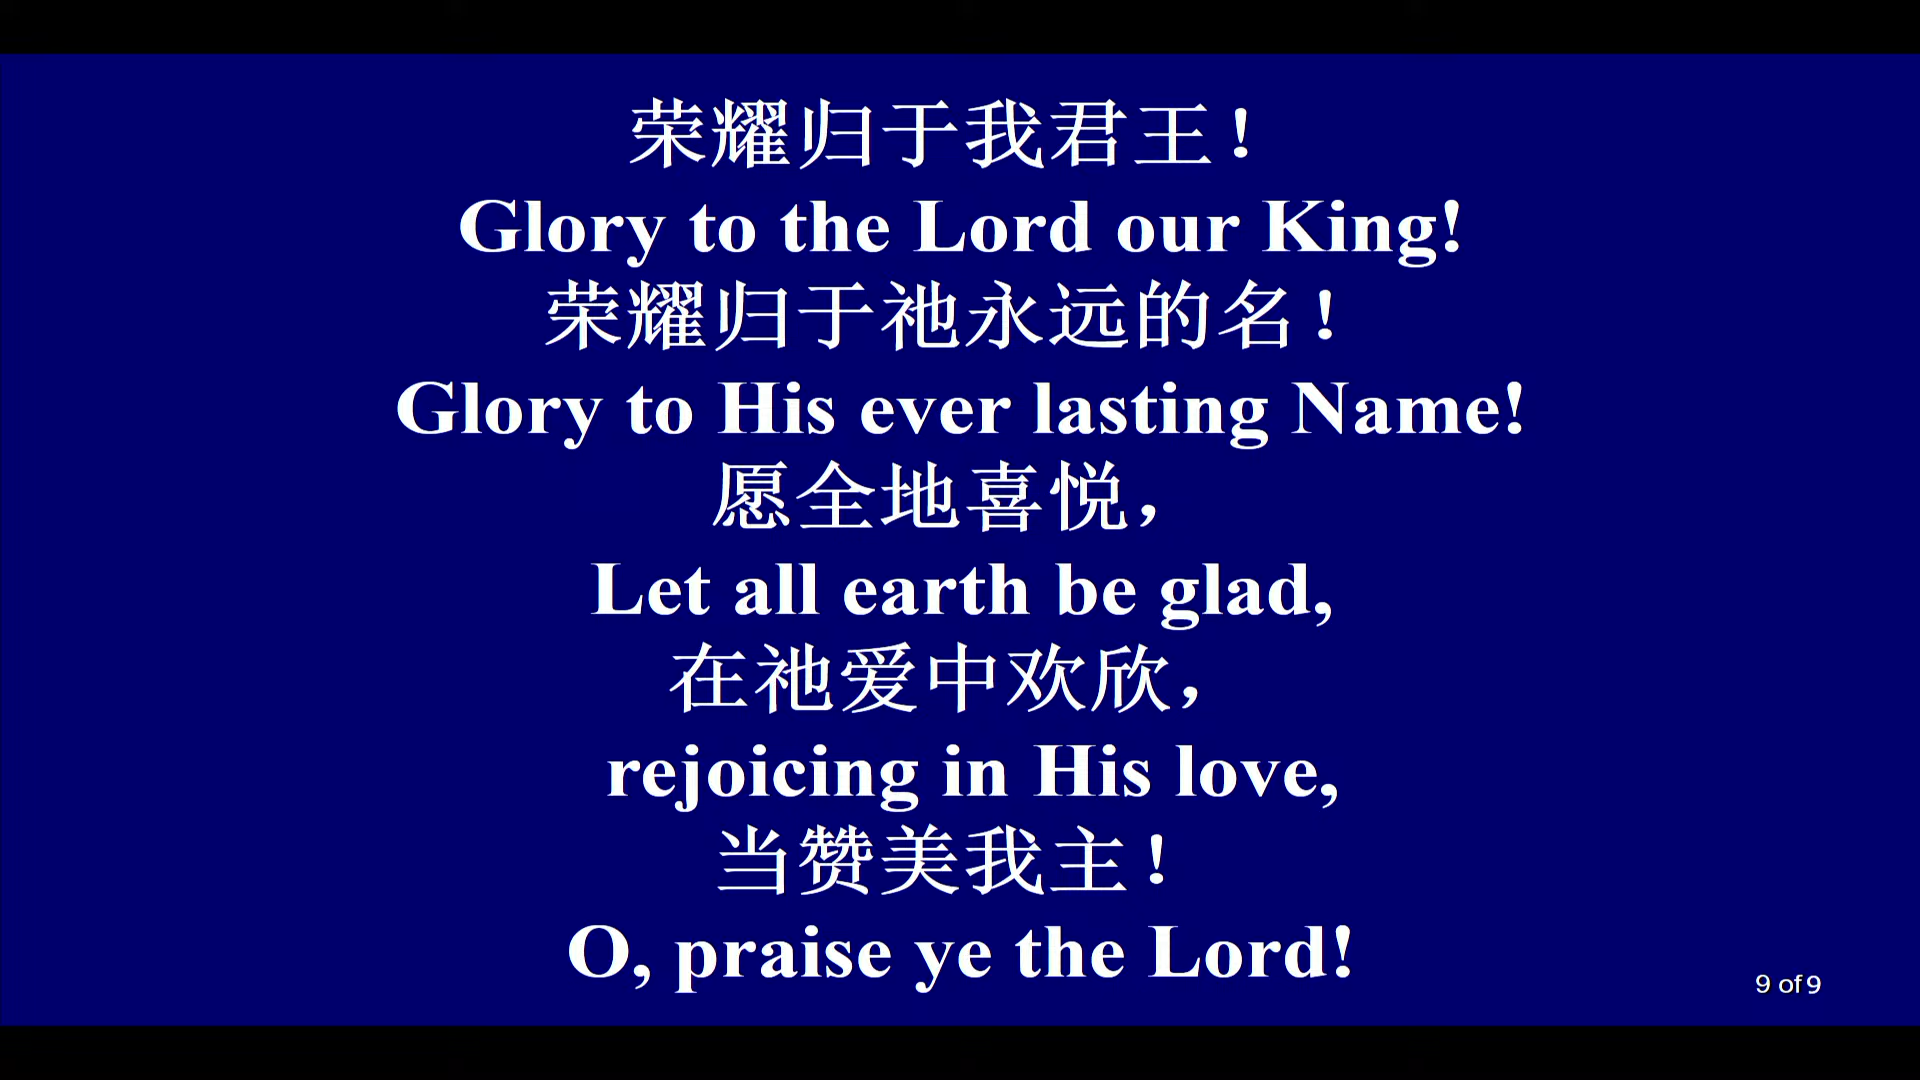 荣耀归于我君王！
Glory to the Lord our King!
荣耀归于祂永远的名！
Glory to His ever lasting Name!
愿全地喜悦，
Let all earth be glad,
在祂爱中欢欣，
rejoicing in His love,
当赞美我主！
O, praise ye the Lord!
9 of 9